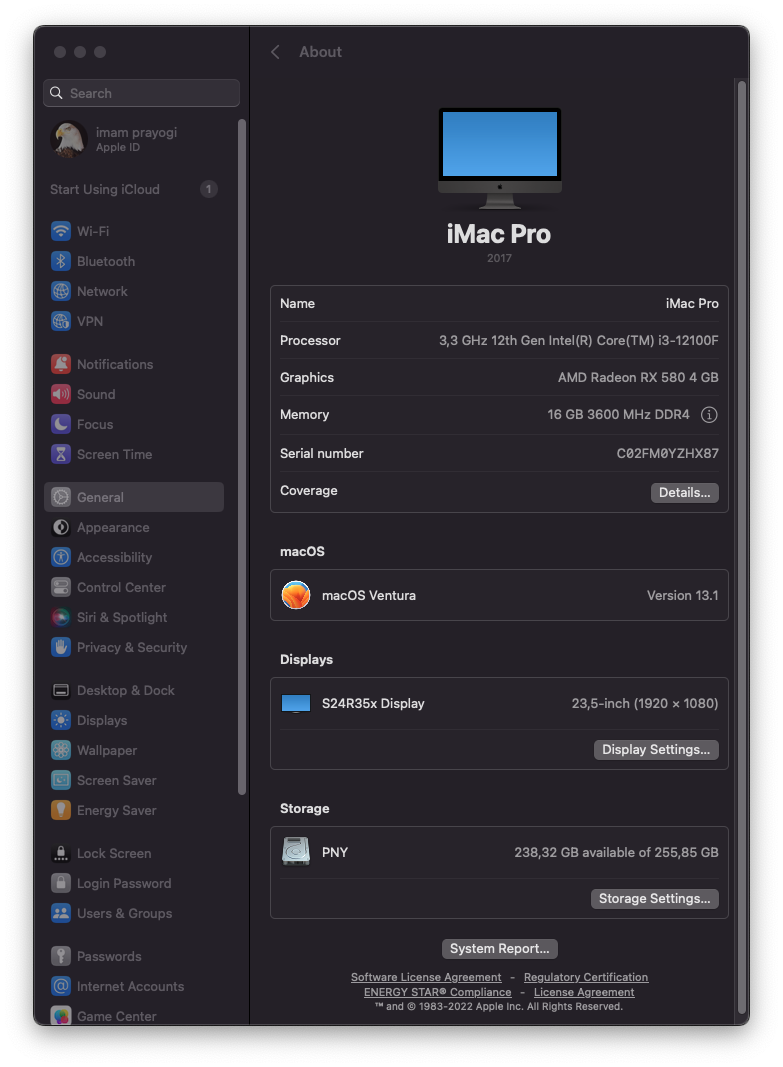 About
Search
imam prayogi
Apple ID
Start Using iCloud 1
Wi-Fi
Bluetooth
Network
VPN
Notifications
Sound
Focus
Screen Time
General
Appearance
Accessibility
Control Center
Siri & Spotlight
Privacy & Security
Desktop & Dock
Displays
Wallpaper
Screen Saver
Energy Saver
Lock Screen
Login Password
Users & Groups
Passwords
Internet Accounts
Game Center
iMac Pro
2017
Name iMac Pro
Processor 3,3 GHz 12th Gen Intel(R) Core(TM) i3-12100F
Graphics AMD Radeon RX 580 4 GB
Memory 16 GB 3600 MHz DDR4
Serial number C02FM0YZHX87
Coverage Details...
macOS
macOS Ventura Version 13.1
Displays
S24R35x Display 23,5-inch (1920 × 1080)
Display Settings...
Storage
PNY 238,32 GB available of 255,85 GB
Storage Settings...
System Report...
Software License Agreement - Regulatory Certification
ENERGY STAR® Compliance - License Agreement
™ and © 1983-2022 Apple Inc. All Rights Reserved.